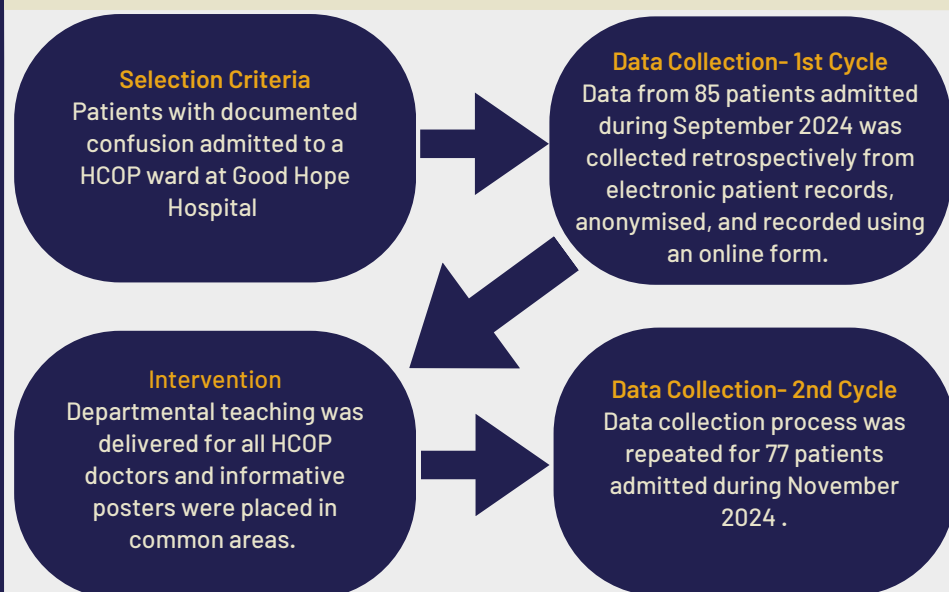 Selection Criteria
Patients with documented
confusion admitted to a
HCOP ward at Good Hope
Hospital
Data Collection- 1st Cycle
Data from 85 patients admitted
during September 2024 was
collected retrospectively from
electronic patient records,
anonymised, and recorded using
an online form.
Intervention
Departmental teaching was
delivered for all HCOP
doctors and informative
posters were placed in
common areas.
Data Collection- 2nd Cycle
Data collection process was
repeated for 77 patients
admitted during November
2024 .